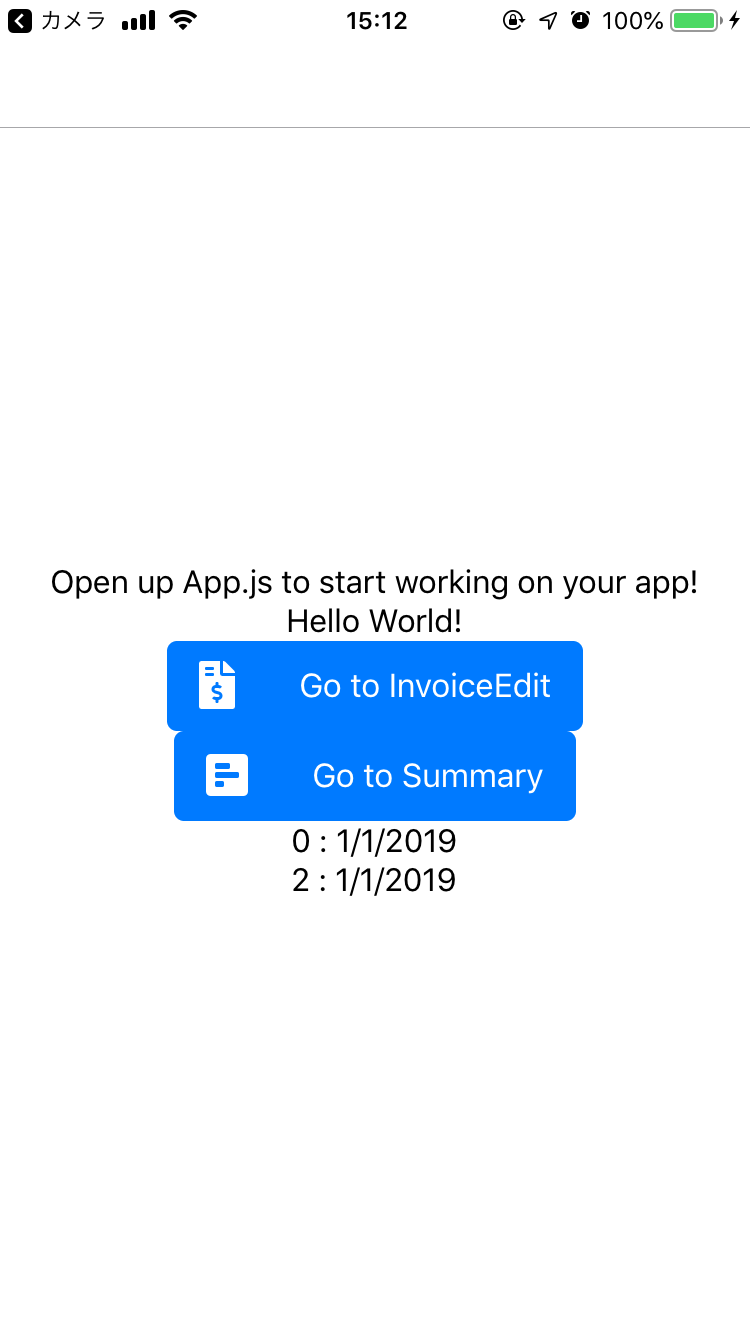 カメラ 15:12 100%
Open up App.js to start working on your app!
Hello World!
$ Go to InvoiceEdit
Go to Summary
0 : 1/1/2019
2 : 1/1/2019